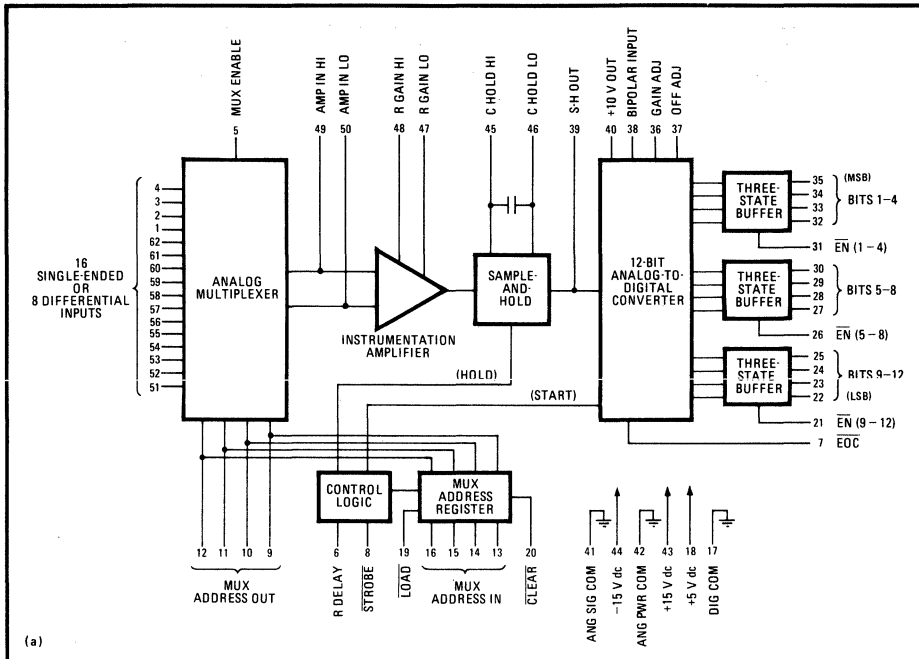 MUX ENABLE
AMP IN HI
AMP IN LO
R GAIN HI
R GAIN LO
C HOLD HI
C HOLD LO
S-H OUT
+10 V OUT
BIPOLAR INPUT
GAIN ADJ
OFF ADJ
5
49
50
48
47
45
46
39
40
38
36
37
4
3
2
1
62
61
60
59
58
57
56
55
54
53
52
51
16
SINGLE-ENDED
OR
8 DIFFERENTIAL
INPUTS
ANALOG
MULTIPLEXER
INSTRUMENTATION
AMPLIFIER
SAMPLE-
AND-
HOLD
12-BIT
ANALOG-TO-
DIGITAL
CONVERTER
THREE-
STATE
BUFFER
35 (MSB)
34
33
32
BITS 1–4
31 EN (1–4)
THREE-
STATE
BUFFER
30
29
28
27
BITS 5–8
26 EN (5–8)
THREE-
STATE
BUFFER
25
24
23
22 (LSB)
BITS 9–12
21 EN (9–12)
7 EOC
(HOLD)
(START)
CONTROL
LOGIC
MUX
ADDRESS
REGISTER
12
11
10
9
MUX
ADDRESS OUT
6
8
19
16
15
14
13
20
R DELAY
STROBE
LOAD
MUX
ADDRESS IN
CLEAR
41
44
42
43
18
17
ANG SIG COM
−15 V dc
ANG PWR COM
+15 V dc
+5 V dc
DIG COM
(a)